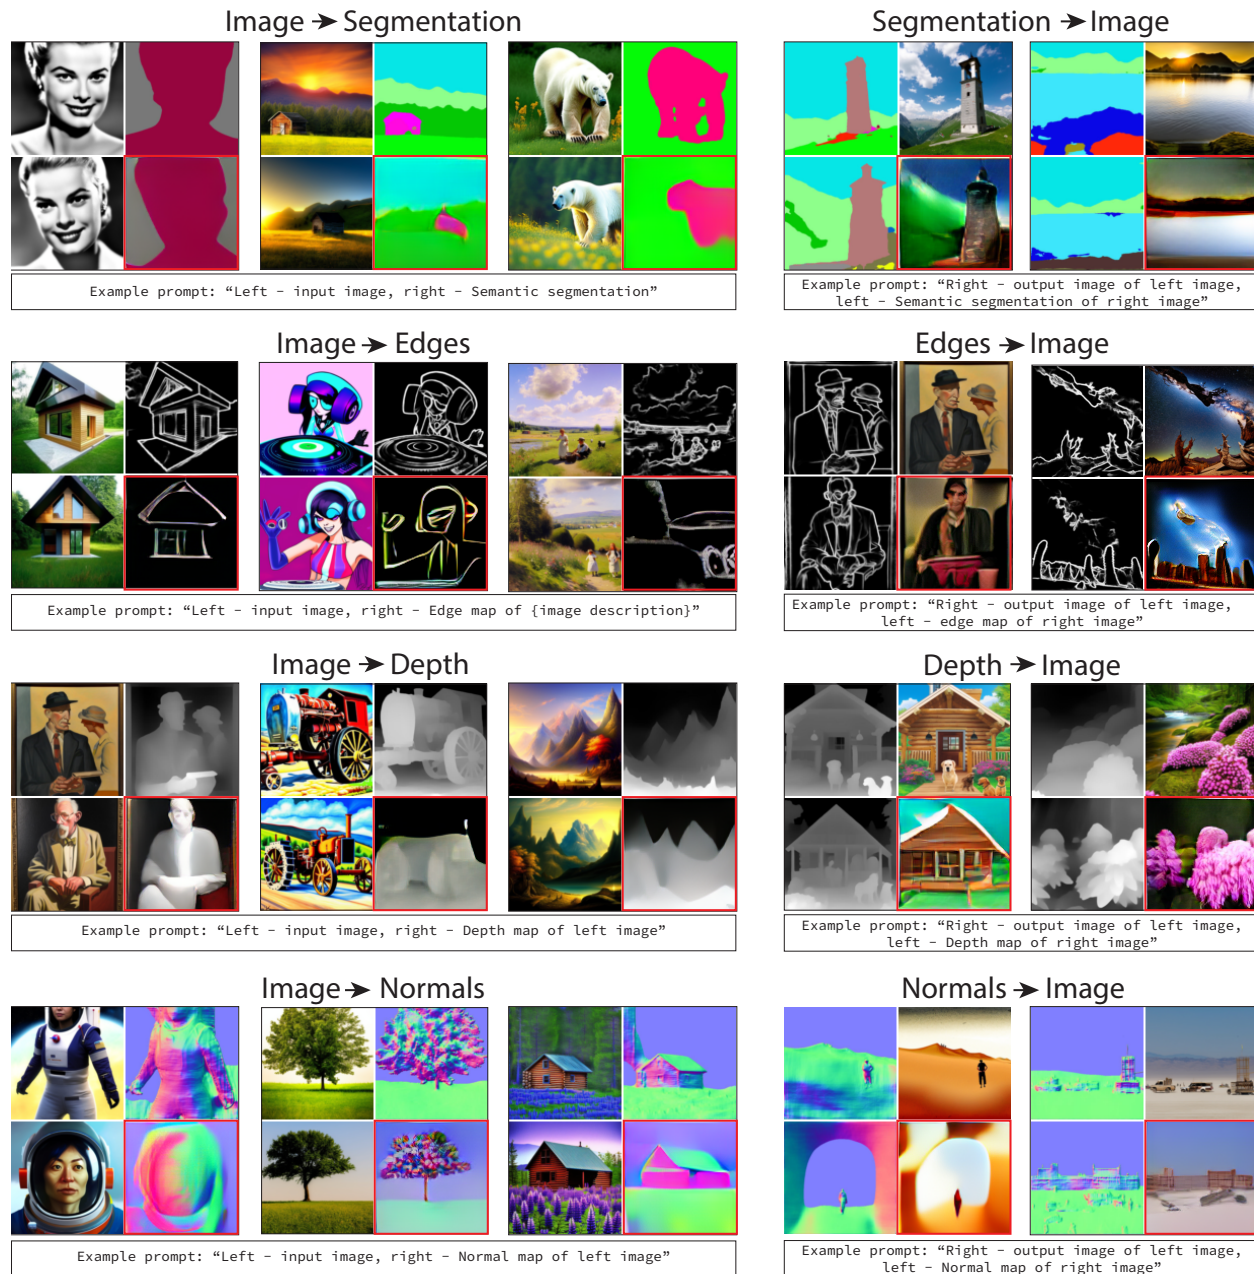 Image ➔ Segmentation
Segmentation ➔ Image
Example prompt: “Left – input image, right – Semantic segmentation”
Example prompt: “Right – output image of left image,
left – Semantic segmentation of right image”
Image ➔ Edges
Edges ➔ Image
Example prompt: “Left – input image, right – Edge map of {image description}”
Example prompt: “Right – output image of left image,
left – edge map of right image”
Image ➔ Depth
Depth ➔ Image
Example prompt: “Left – input image, right – Depth map of left image”
Example prompt: “Right – output image of left image,
left – Depth map of right image”
Image ➔ Normals
Normals ➔ Image
Example prompt: “Left – input image, right – Normal map of left image”
Example prompt: “Right – output image of left image,
left – Normal map of right image”